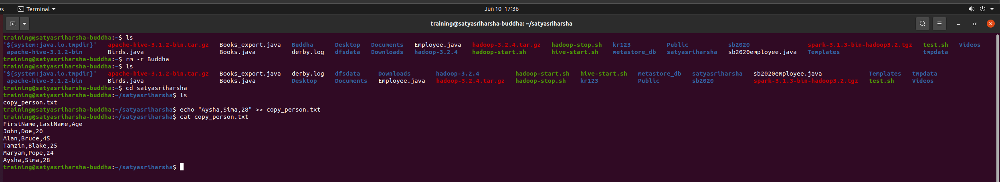 es Terminal Jun 10 17:36
training@satyasriharsha-buddha: ~/satyasriharsha
training@satyasriharsha-buddha:~$ ls
'${system:java.io.tmpdir}' apache-hive-3.1.2-bin.tar.gz Books_export.java Buddha Desktop Documents Employee.java hadoop-3.2.4.tar.gz hadoop-stop.sh kr123 Public sb2020 spark-3.1.3-bin-hadoop3.2.tgz test.sh Videos
apache-hive-3.1.2-bin Birds.java Books.java derby.log dfsdata Downloads hadoop-3.2.4 hadoop-start.sh hive-start.sh metastore_db satyasriharsha sb2020employee.java Templates tmpdata
training@satyasriharsha-buddha:~$ rm -r Buddha
training@satyasriharsha-buddha:~$ ls
'${system:java.io.tmpdir}' apache-hive-3.1.2-bin.tar.gz Books_export.java derby.log dfsdata Downloads hadoop-3.2.4 hadoop-start.sh hive-start.sh metastore_db satyasriharsha sb2020employee.java Templates tmpdata
apache-hive-3.1.2-bin Birds.java Books.java Desktop Documents Employee.java hadoop-3.2.4.tar.gz hadoop-stop.sh kr123 Public sb2020 spark-3.1.3-bin-hadoop3.2.tgz test.sh Videos
training@satyasriharsha-buddha:~$ cd satyasriharsha
training@satyasriharsha-buddha:~/satyasriharsha$ ls
copy_person.txt
training@satyasriharsha-buddha:~/satyasriharsha$ echo "Aysha,Sima,28" >> copy_person.txt
training@satyasriharsha-buddha:~/satyasriharsha$ cat copy_person.txt
FirstName,LastName,Age
John,Doe,20
Alan,Bruce,45
Tamzin,Blake,25
Maryam,Pope,24
Aysha,Sima,28
training@satyasriharsha-buddha:~/satyasriharsha$